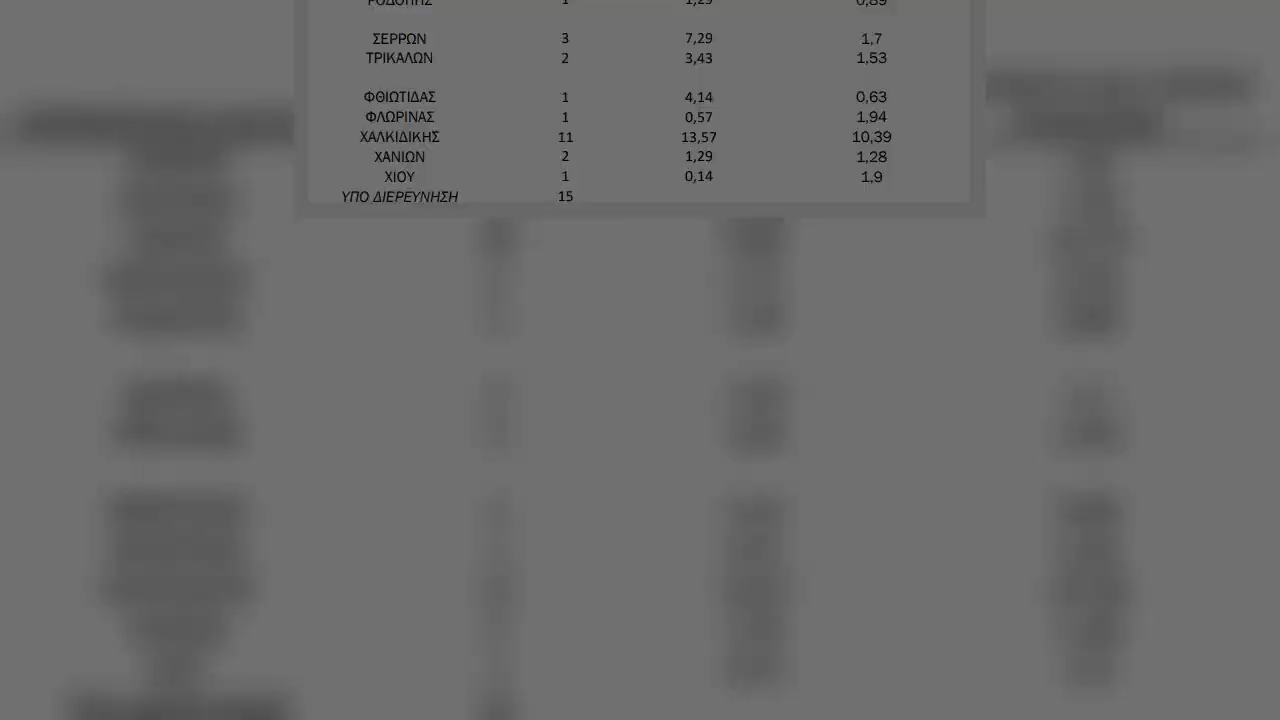 ΡΟΔΟΠΗΣ 1 1,29 0,89
ΣΕΡΡΩΝ 3 7,29 1,7
ΤΡΙΚΑΛΩΝ 2 3,43 1,53
ΦΘΙΩΤΙΔΑΣ 1 4,14 0,63
ΦΛΩΡΙΝΑΣ 1 0,57 1,94
ΧΑΛΚΙΔΙΚΗΣ 11 13,57 10,39
ΧΑΝΙΩΝ 2 1,29 1,28
ΧΙΟΥ 1 0,14 1,9
ΥΠΟ ΔΙΕΡΕΥΝΗΣΗ 15